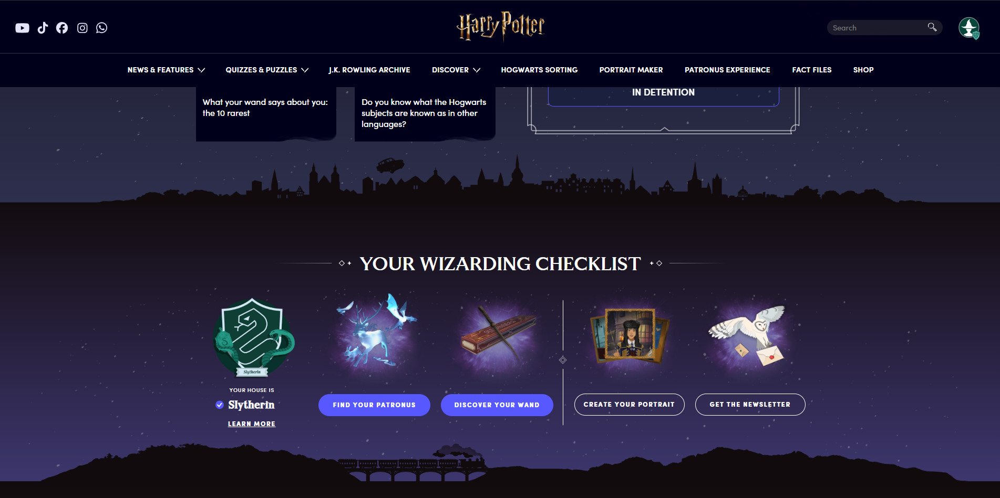 Harry Potter
Search
NEWS & FEATURES
QUIZZES & PUZZLES
J.K. ROWLING ARCHIVE
DISCOVER
HOGWARTS SORTING
PORTRAIT MAKER
PATRONUS EXPERIENCE
FACT FILES
SHOP
What your wand says about you:
the 10 rarest
Do you know what the Hogwarts
subjects are known as in other
languages?
IN DETENTION
YOUR WIZARDING CHECKLIST
S
Slytherin
YOUR HOUSE IS
Slytherin
LEARN MORE
FIND YOUR PATRONUS
DISCOVER YOUR WAND
CREATE YOUR PORTRAIT
GET THE NEWSLETTER